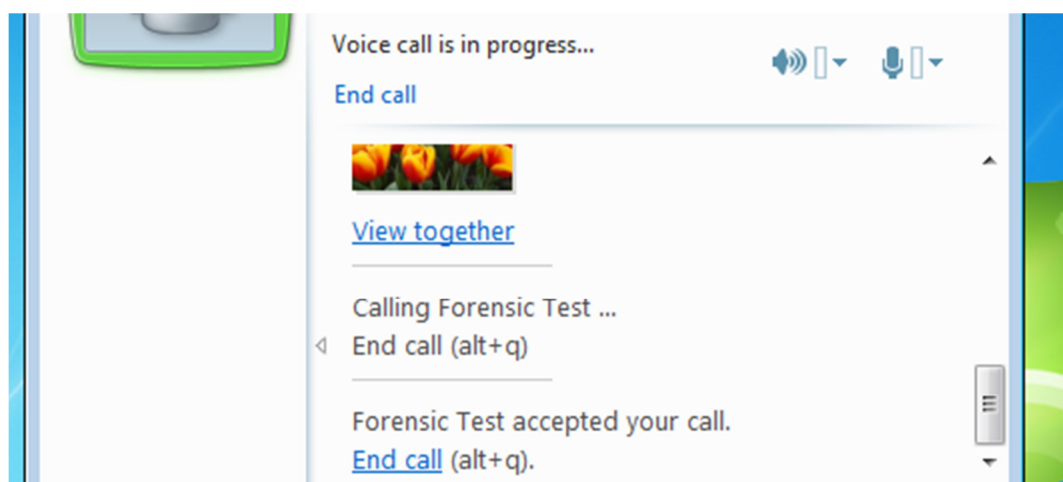 Voice call is in progress...
End call
View together
Calling Forensic Test ...
End call (alt+q)
Forensic Test accepted your call.
End call (alt+q).